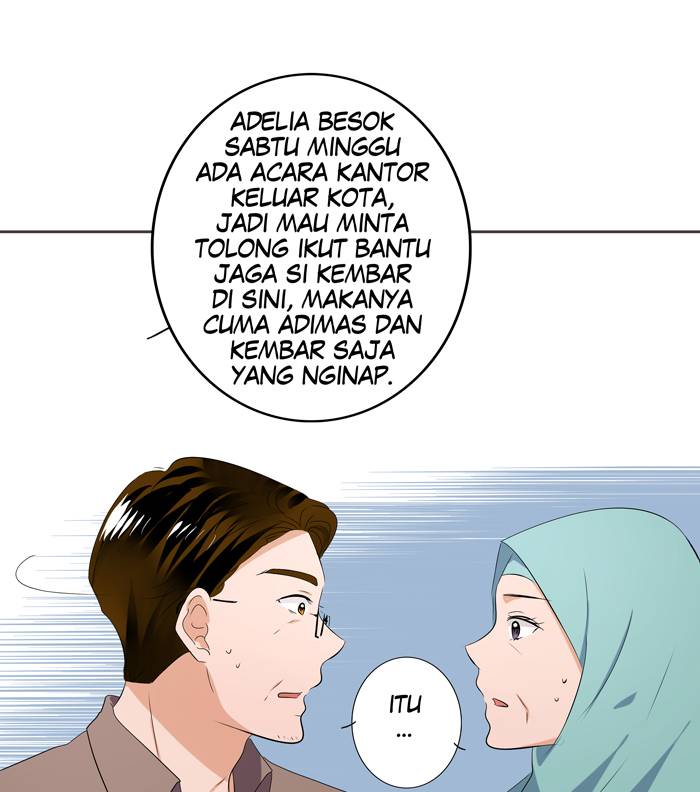 ADELIA BESOK
SABTU MINGGU
ADA ACARA KANTOR
KELUAR KOTA,
JADI MAU MINTA
TOLONG IKUT BANTU
JAGA SI KEMBAR
DI SINI, MAKANYA
CUMA ADIMAS DAN
KEMBAR SAJA
YANG NGINAP.
ITU
...